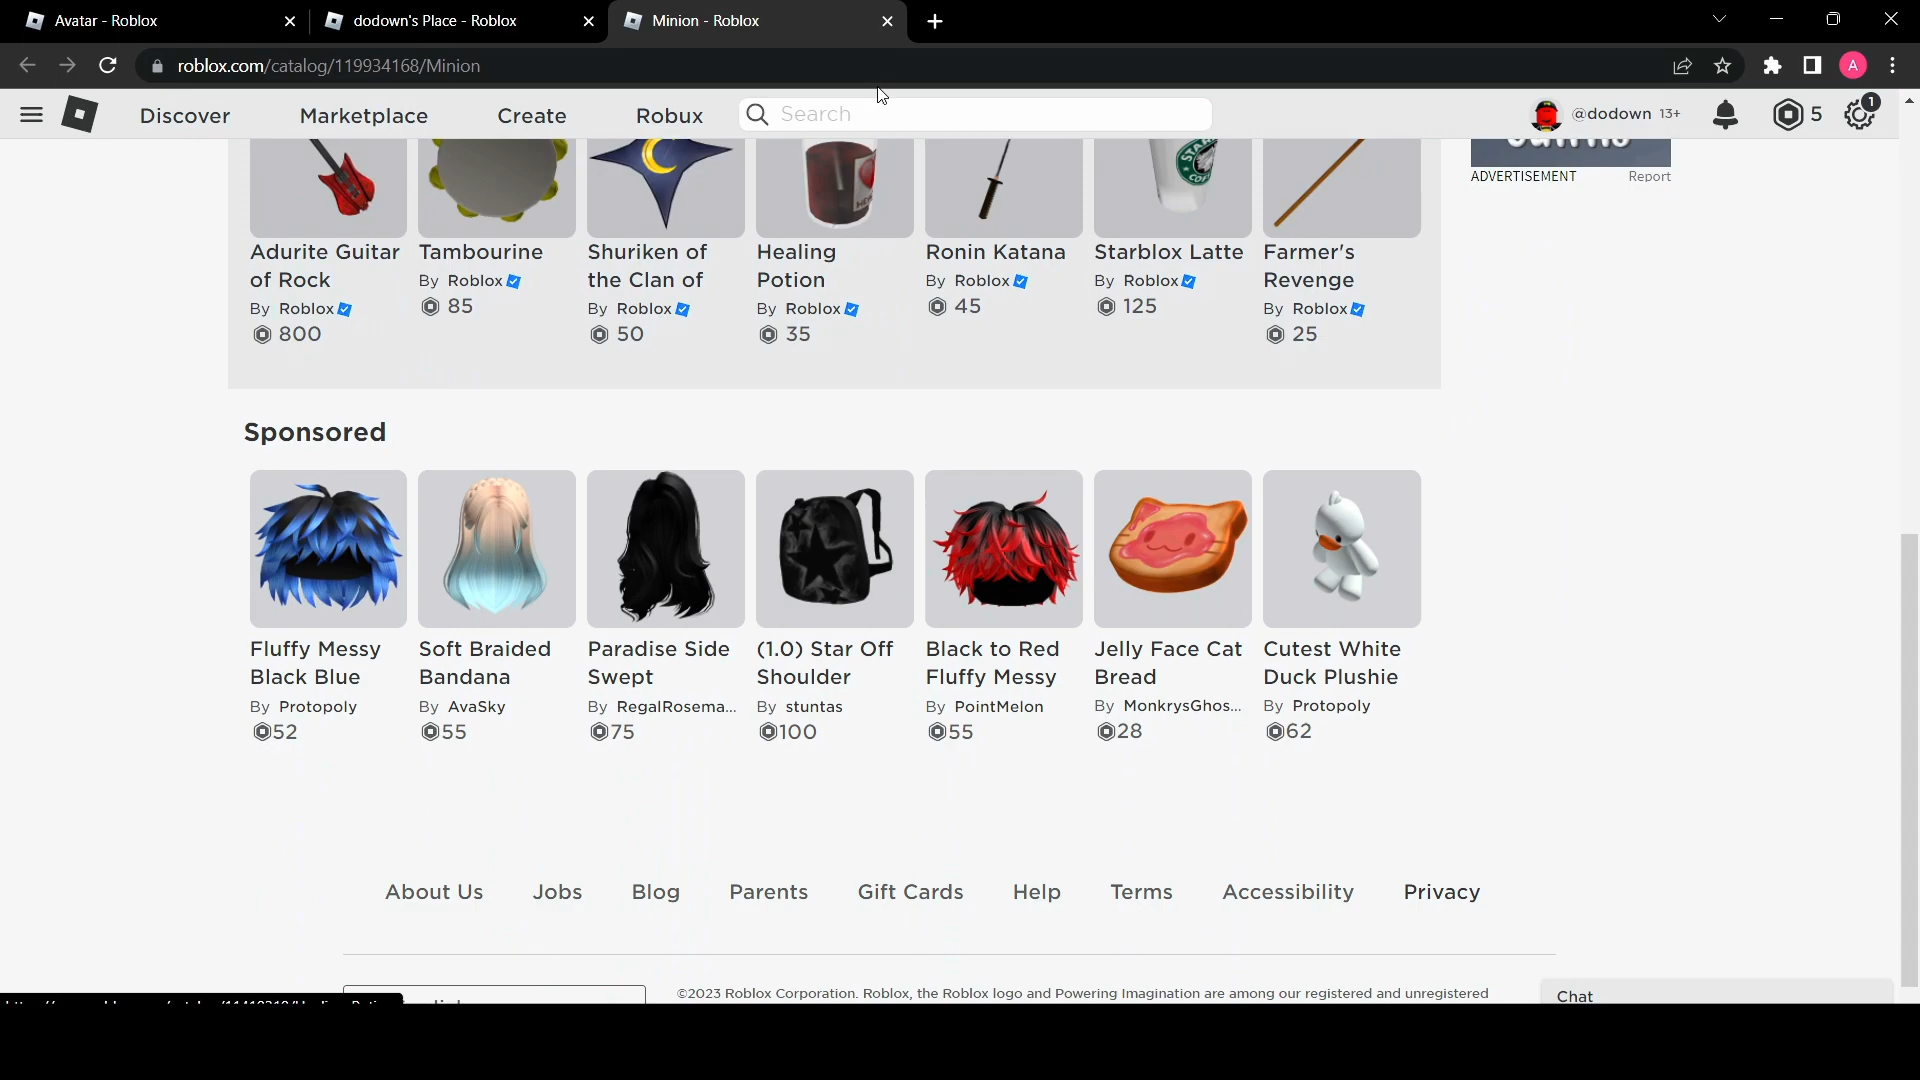 Avatar - Roblox
dodown's Place - Roblox
Minion - Roblox
roblox.com/catalog/119934168/Minion
A
Discover
Marketplace
Create
Robux
Search
@dodown 13+
5
1
STAR
ADVERTISEMENT
Report
Adurite Guitar of Rock
By Roblox
800
Tambourine
By Roblox
85
Shuriken of
the Clan of
By Roblox
50
Healing
Potion
By Roblox
35
Ronin Katana
By Roblox
45
Starblox Latte
By Roblox
125
Farmer's
Revenge
By Roblox
25
Sponsored
Fluffy Messy
Black Blue
By Protopoly
52
Soft Braided
Bandana
By AvaSky
55
Paradise Side
Swept
By RegalRosema...
75
(1.0) Star Off
Shoulder
By stuntas
100
Black to Red
Fluffy Messy
By PointMelon
55
Jelly Face Cat
Bread
By MonkrysGhos...
28
Cutest White
Duck Plushie
By Protopoly
62
About Us
Jobs
Blog
Parents
Gift Cards
Help
Terms
Accessibility
Privacy
©2023 Roblox Corporation. Roblox, the Roblox logo and Powering Imagination are among our registered and unregistered
Chat